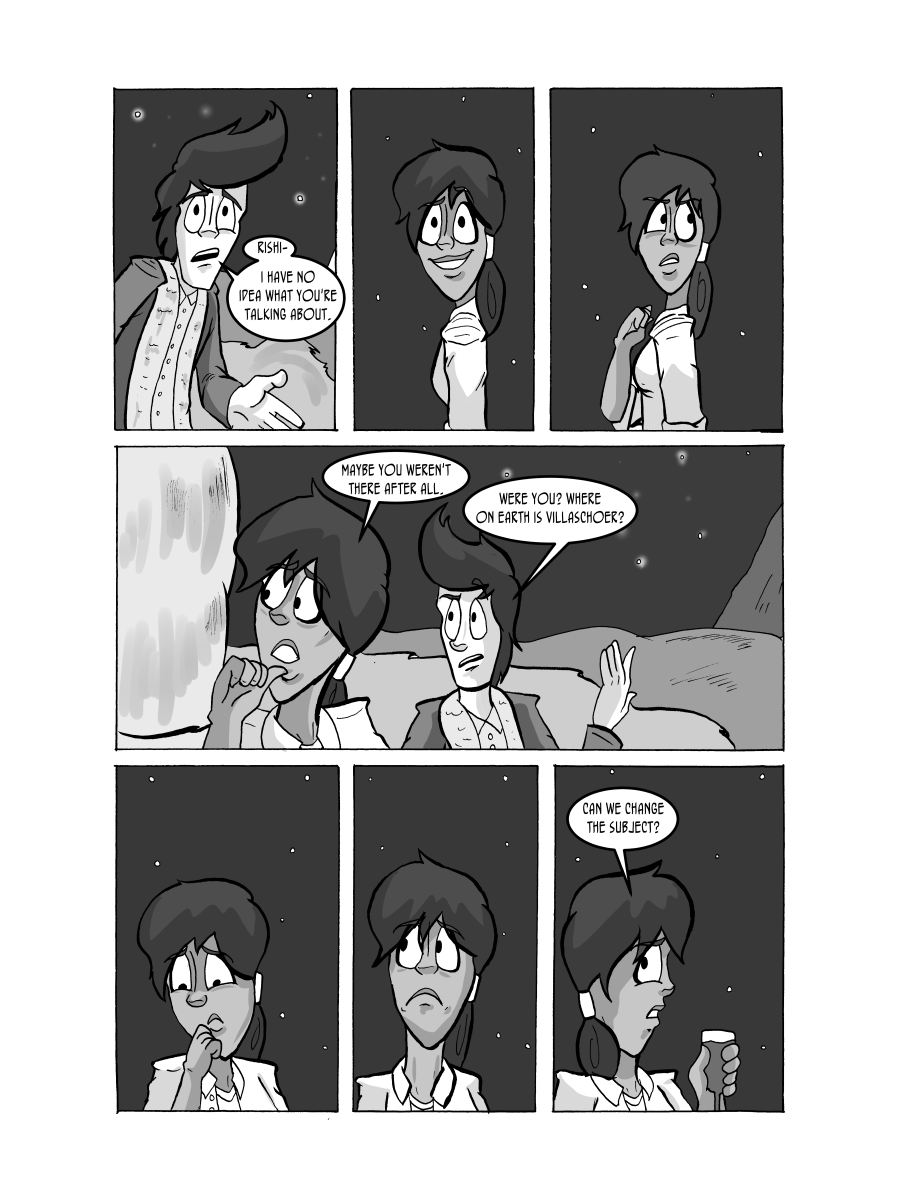 RISHI-
I HAVE NO
IDEA WHAT YOU'RE
TALKING ABOUT.
MAYBE YOU WEREN'T
THERE AFTER ALL.
WERE YOU? WHERE
ON EARTH IS VILLASCHOER?
CAN WE CHANGE
THE SUBJECT?